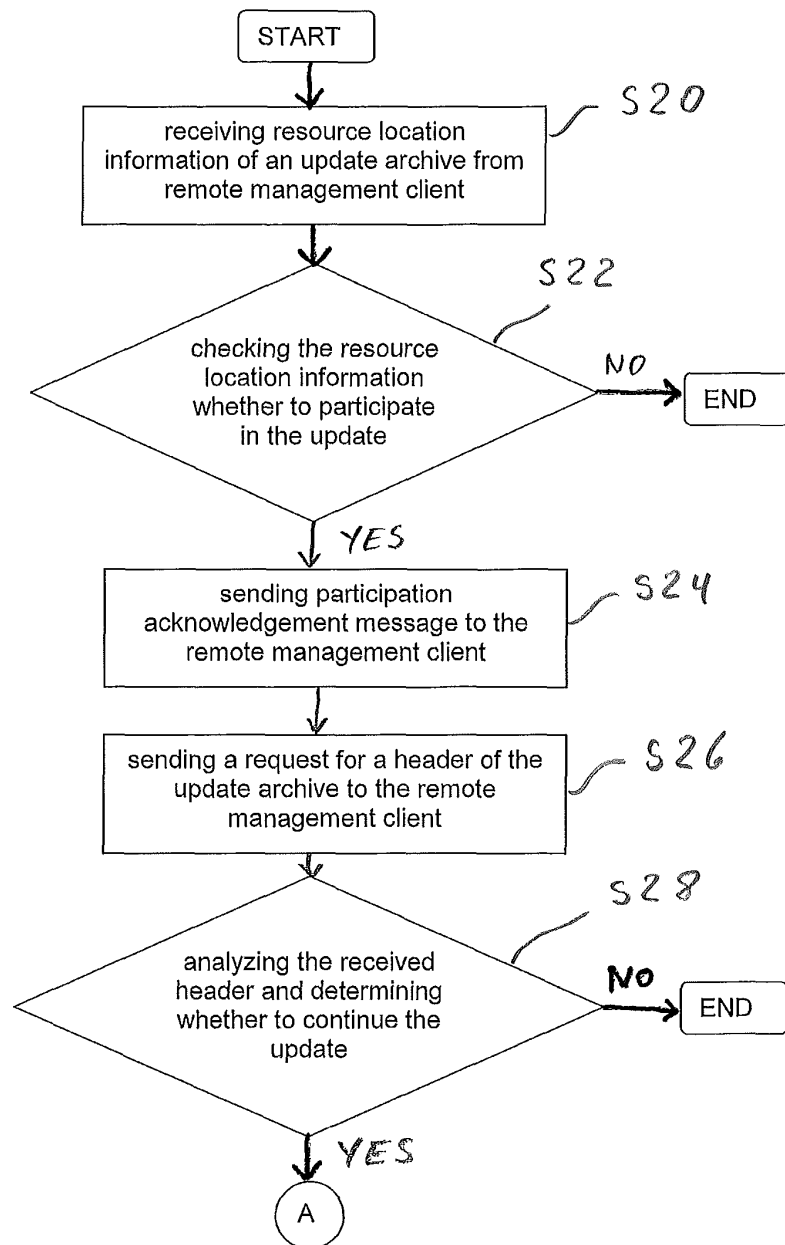 START
S20
receiving resource location
information of an update archive from
remote management client
S22
checking the resource
location information
whether to participate
in the update
NO
END
YES
sending participation
acknowledgement message to the
remote management client
S24
sending a request for a header of the
update archive to the remote
management client
S26
S28
analyzing the received
header and determining
whether to continue the
update
NO
END
YES
A